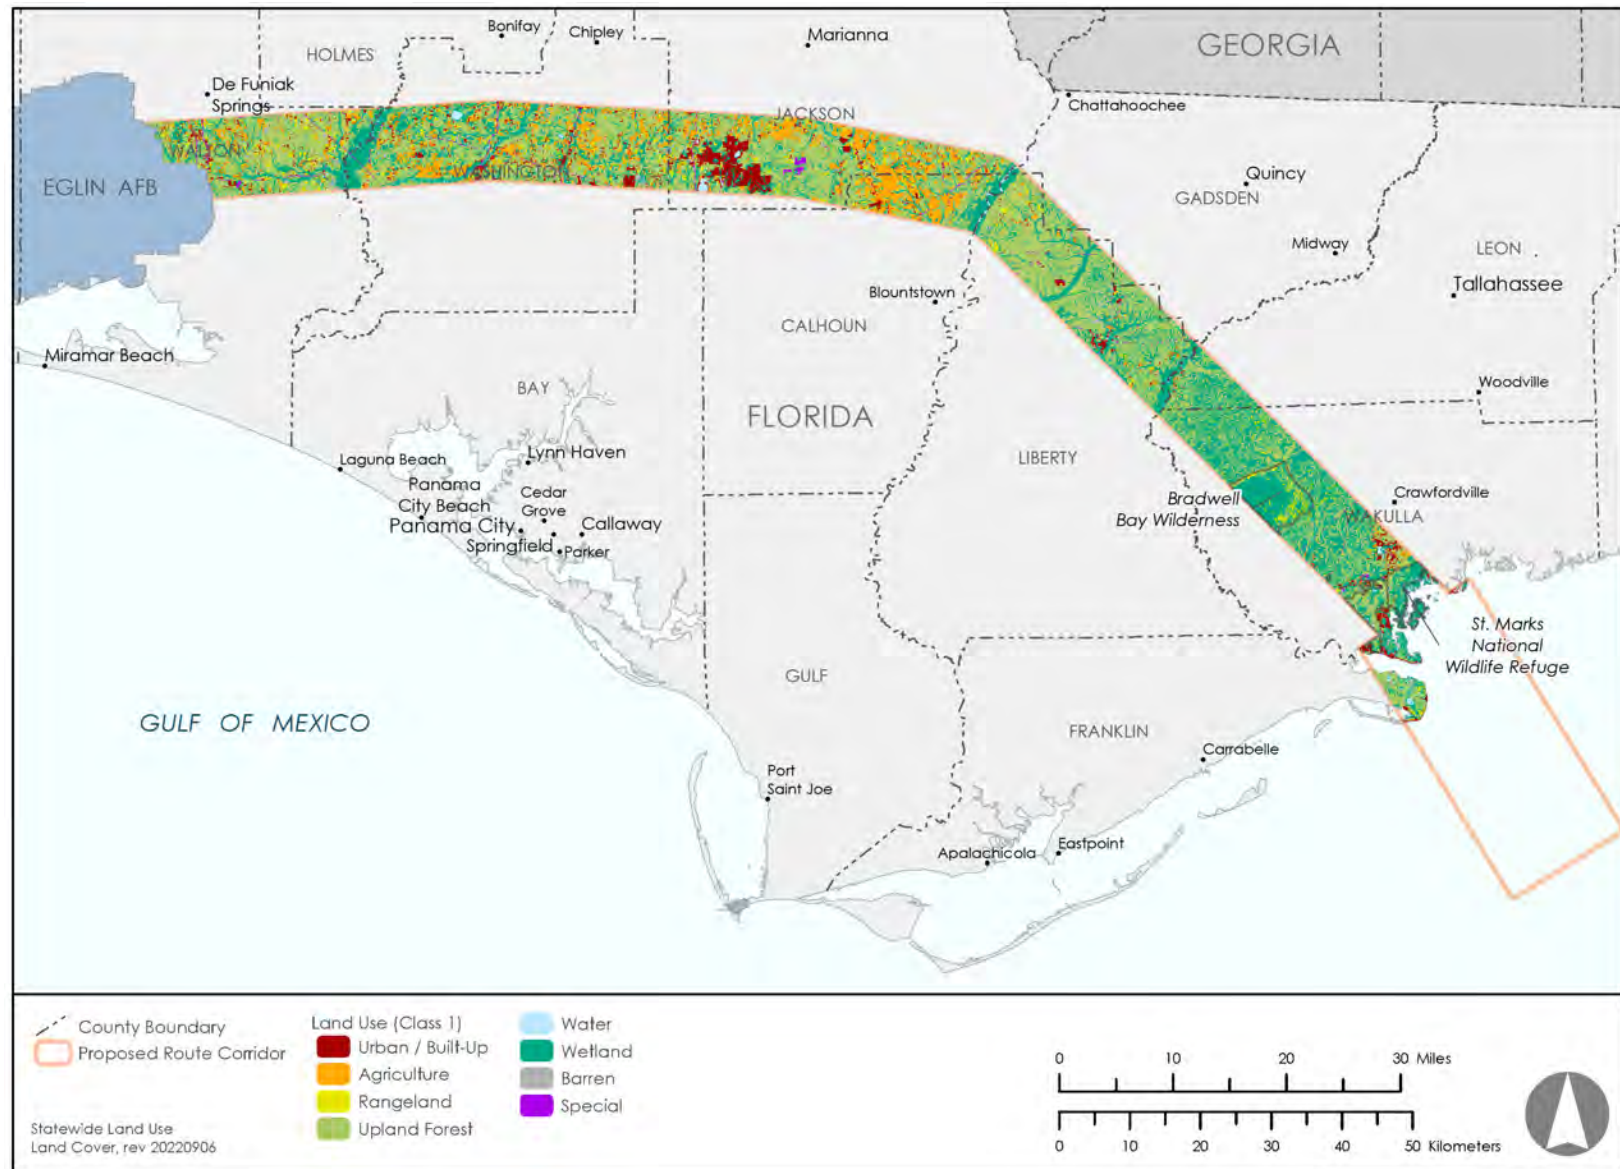 Bonifay
Chipley
Marianna
GEORGIA
HOLMES
De Funiak
Springs
JACKSON
Chattahoochee
WALTON
WASHINGTON
EGLIN AFB
Quincy
GADSDEN
Midway
LEON
Tallahassee
Blountstown
CALHOUN
Miramar Beach
BAY
FLORIDA
Woodville
Laguna Beach
Lynn Haven
LIBERTY
Panama
City Beach
Cedar
Grove
Bradwell
Bay Wilderness
Crawfordville
WAKULLA
Panama City
Callaway
Springfield
Parker
St. Marks
National
Wildlife Refuge
GULF
GULF OF MEXICO
FRANKLIN
Carrabelle
Port
Saint Joe
Apalachicola
Eastpoint
County Boundary
Proposed Route Corridor
Statewide Land Use
Land Cover, rev 20220906
Land Use (Class 1)
Urban / Built-Up
Agriculture
Rangeland
Upland Forest
Water
Wetland
Barren
Special
0 10 20 30 Miles
0 10 20 30 40 50 Kilometers